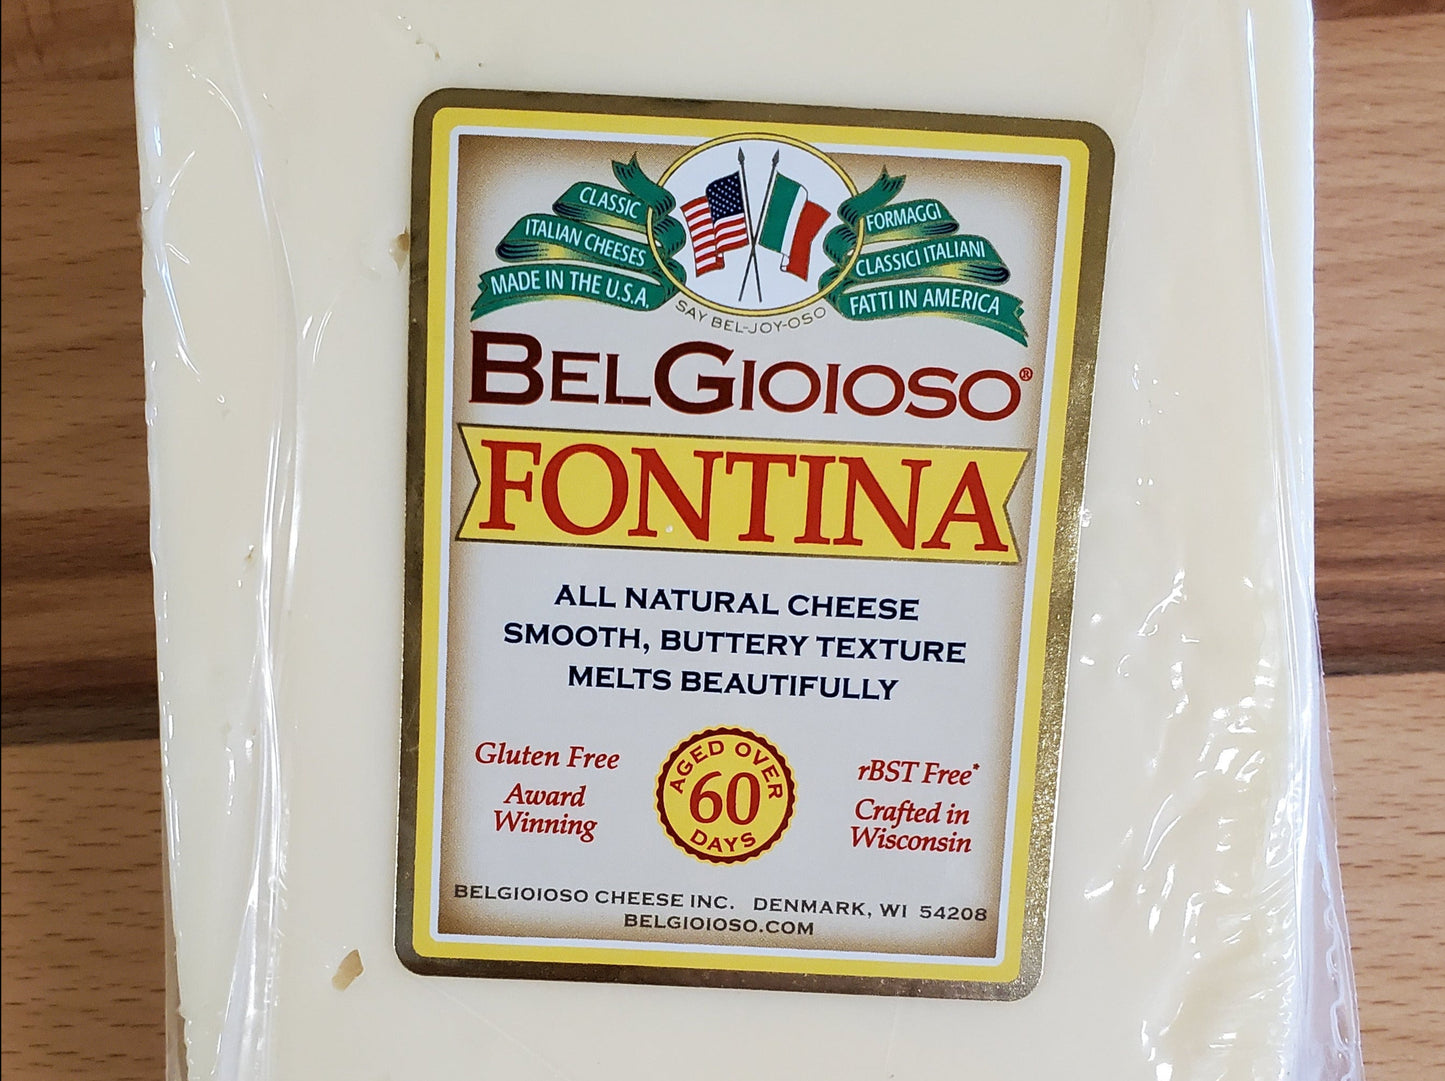 CLASSIC
ITALIAN CHEESES
MADE IN THE U.S.A.
FORMAGGI
CLASSICI ITALIANI
FATTI IN AMERICA
SAY BEL-JOY-OSO
BELGIOIOSO®
FONTINA
ALL NATURAL CHEESE
SMOOTH, BUTTERY TEXTURE
MELTS BEAUTIFULLY
Gluten Free
Award
Winning
AGED OVER
60
DAYS
rBST Free*
Crafted in
Wisconsin
BELGIOIOSO CHEESE INC. DENMARK, WI 54208
BELGIOIOSO.COM